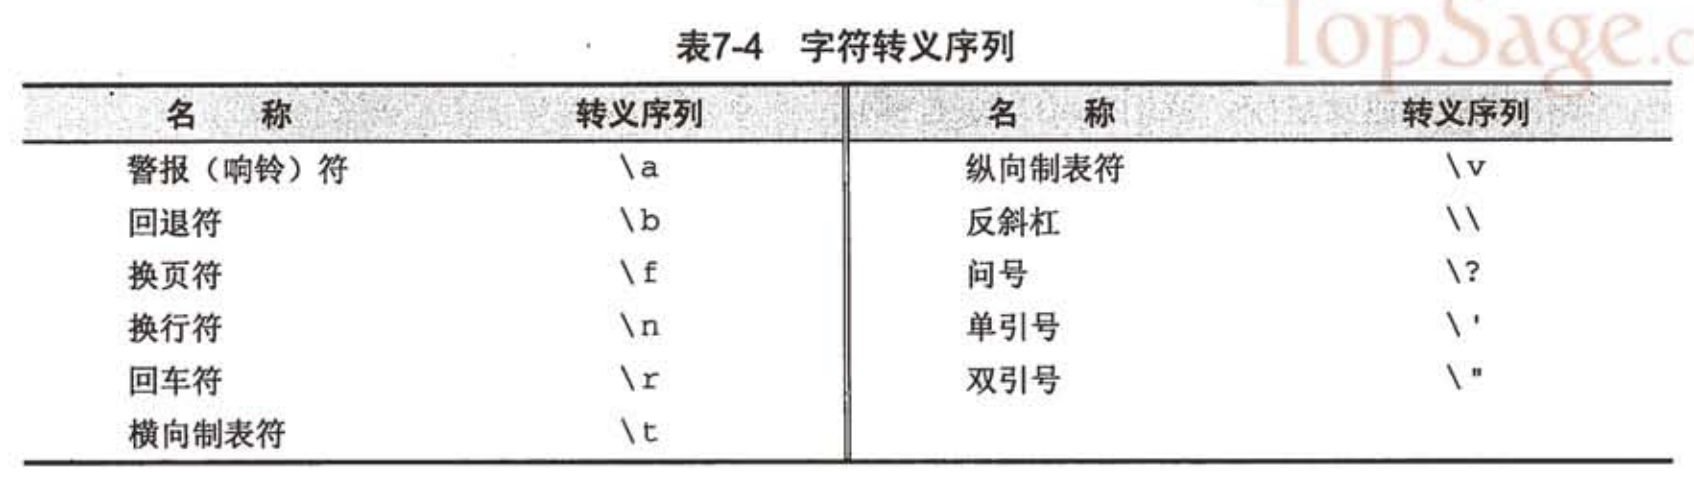 TopSage.c
表7-4 字符转义序列
名 称 转义序列 名 称 转义序列
警报（响铃）符 \a 纵向制表符 \v
回退符 \b 反斜杠 \\
换页符 \f 问号 \?
换行符 \n 单引号 \'
回车符 \r 双引号 \"
横向制表符 \t